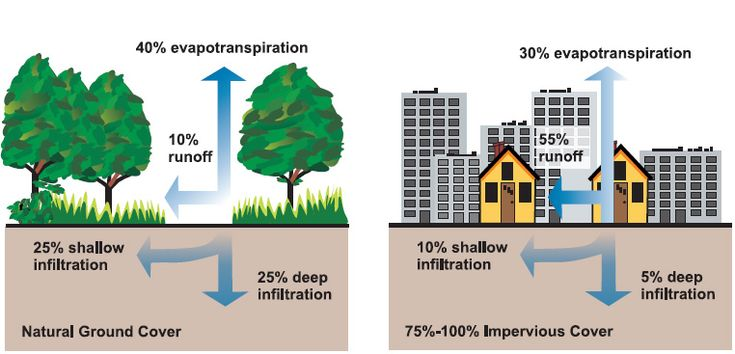 40% evapotranspiration
10%
runoff
25% shallow
infiltration
25% deep
infiltration
Natural Ground Cover
30% evapotranspiration
55%
runoff
10% shallow
infiltration
5% deep
infiltration
75%-100% Impervious Cover